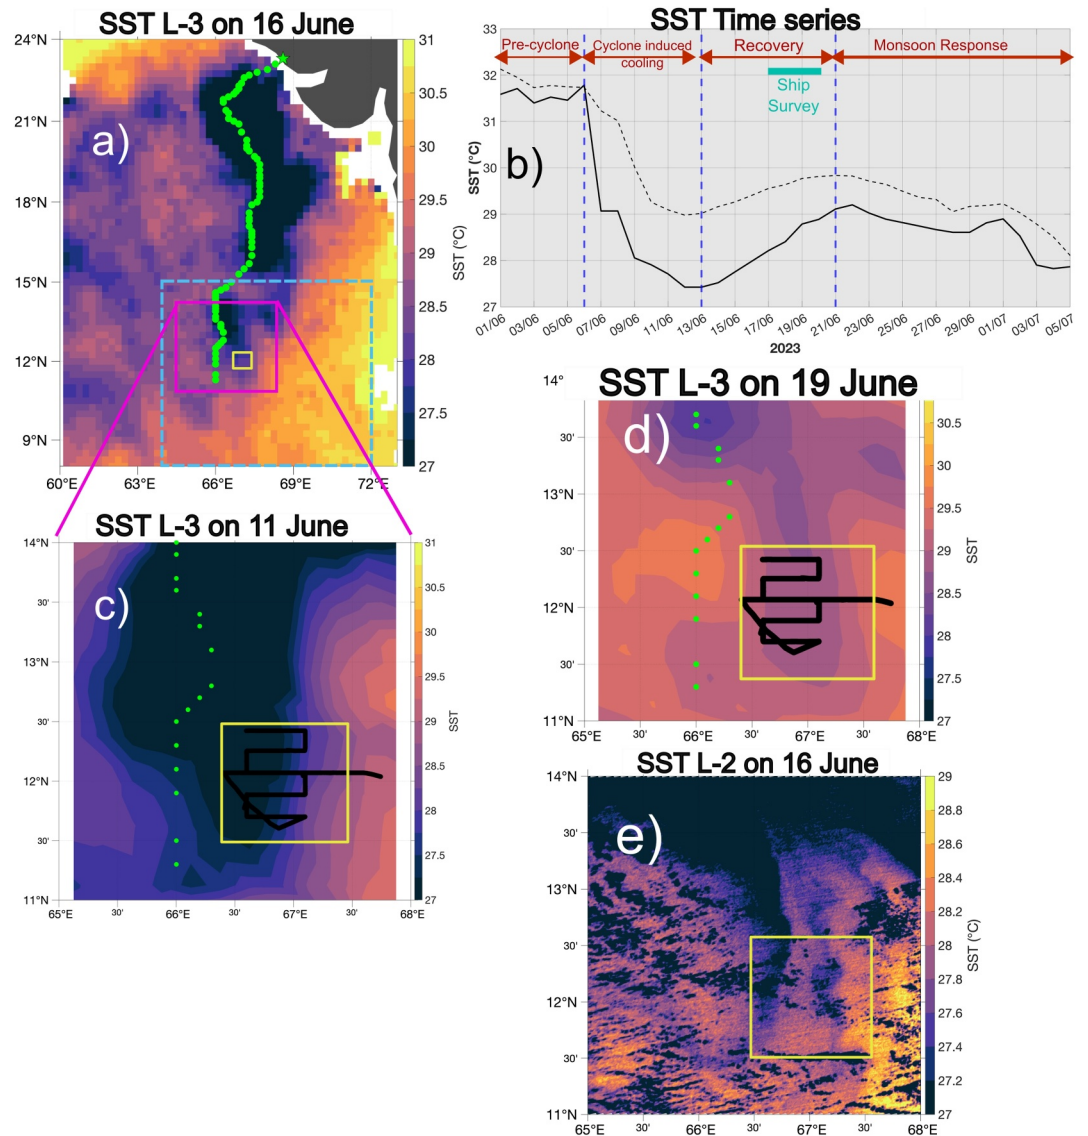 SST L-3 on 16 June
24°N
21°N
18°N
15°N
12°N
9°N
60°E
63°E
66°E
69°E
72°E
a)
31
30.5
30
29.5
29
28.5
28
27.5
27
SST (°C)
SST Time series
33
32
31
30
29
28
27
SST (°C)
Pre-cyclone
Cyclone induced
cooling
Recovery
Monsoon Response
Ship
Survey
b)
01/06
03/06
05/06
07/06
09/06
11/06
13/06
15/06
17/06
19/06
21/06
23/06
25/06
27/06
29/06
01/07
03/07
05/07
2023
SST L-3 on 11 June
14°N
30'
13°N
30'
12°N
30'
11°N
65°E
30'
66°E
30'
67°E
30'
68°E
c)
31
30.5
30
29.5
29
28.5
28
27.5
27
SST
SST L-3 on 19 June
14°
30'
13°N
30'
12°N
30'
11°N
65°E
30'
66°E
30'
67°E
30'
68°E
d)
30.5
30
29.5
29
28.5
28
27.5
27
SST
SST L-2 on 16 June
14°N
30'
13°N
30'
12°N
30'
11°N
65°E
30'
66°E
30'
67°E
30'
68°E
e)
29
28.8
28.6
28.4
28.2
28
27.8
27.6
27.4
27.2
27
SST (°C)